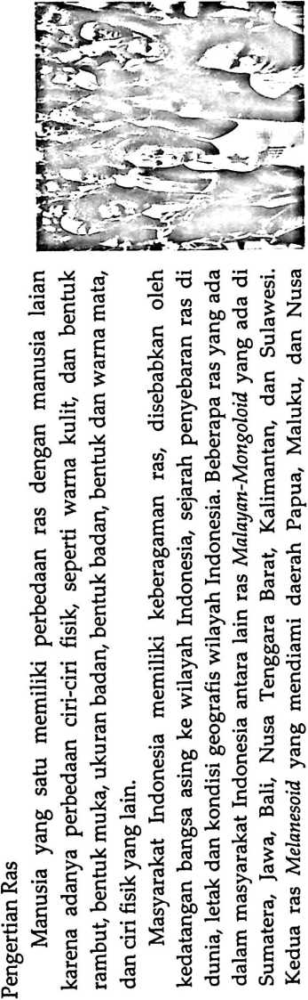 Pengertian Ras
Manusia yang satu memiliki perbedaan ras dengan manusia laian
karena adanya perbedaan ciri-ciri fisik, seperti warna kulit, dan bentuk
rambut, bentuk muka, ukuran badan, bentuk badan, bentuk dan warna mata,
dan ciri fisik yang lain.
Masyarakat Indonesia memiliki keberagaman ras, disebabkan oleh
kedatangan bangsa asing ke wilayah Indonesia, sejarah penyebaran ras di
dunia, letak dan kondisi geografis wilayah Indonesia. Beberapa ras yang ada
dalam masyarakat Indonesia antara lain ras Malayan-Mongoloid yang ada di
Sumatera, Jawa, Bali, Nusa Tenggara Barat, Kalimantan, dan Sulawesi.
Kedua ras Melanesoid yang mendiami daerah Papua, Maluku, dan Nusa